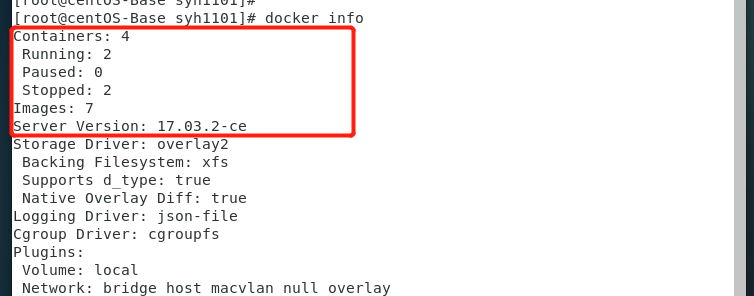 [root@centOS-Base syh1101]#
[root@centOS-Base syh1101]# docker info
Containers: 4
 Running: 2
 Paused: 0
 Stopped: 2
Images: 7
Server Version: 17.03.2-ce
Storage Driver: overlay2
 Backing Filesystem: xfs
 Supports d_type: true
 Native Overlay Diff: true
Logging Driver: json-file
Cgroup Driver: cgroupfs
Plugins:
 Volume: local
 Network: bridge host macvlan null overlay